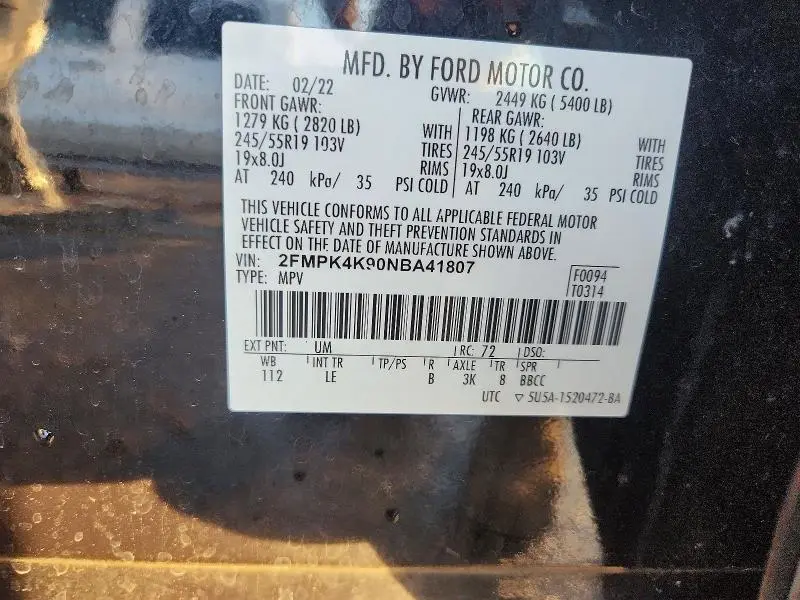 MFD. BY FORD MOTOR CO.
DATE: 02/22 GVWR: 2449 KG ( 5400 LB)
FRONT GAWR: REAR GAWR:
1279 KG ( 2820 LB) WITH 1198 KG ( 2640 LB) WITH
245/55R19 103V TIRES 245/55R19 103V TIRES
19x8.0J RIMS 19x8.0J RIMS
AT 240 kPa/ 35 PSI COLD AT 240 kPa/ 35 PSI COLD
THIS VEHICLE CONFORMS TO ALL APPLICABLE FEDERAL MOTOR
VEHICLE SAFETY AND THEFT PREVENTION STANDARDS IN
EFFECT ON THE DATE OF MANUFACTURE SHOWN ABOVE.
VIN: 2FMPK4K90NBA41807
TYPE: MPV F0094
T0314
EXT PNT: UM RC: 72 DSO:
WB INT TR TP/PS R AXLE TR SPR
112 LE B 3K 8 BBCC
UTC ▽ SU5A-1520472-BA